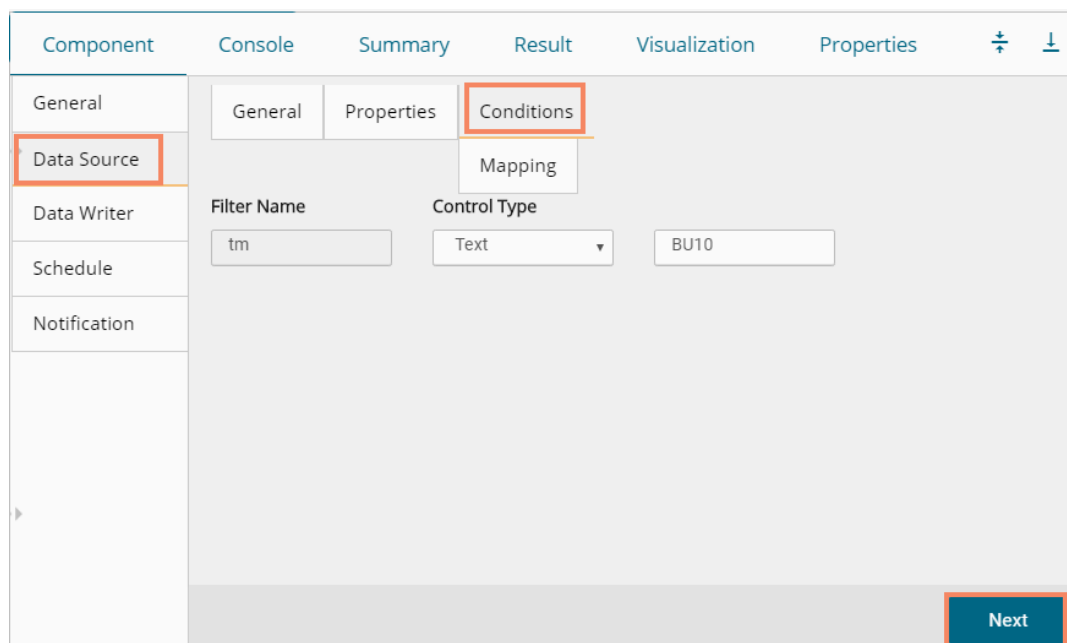 Component Console Summary Result Visualization Properties
General
Data Source
Data Writer
Schedule
Notification
General Properties Conditions
Mapping
Filter Name Control Type
tm Text BU10
Next